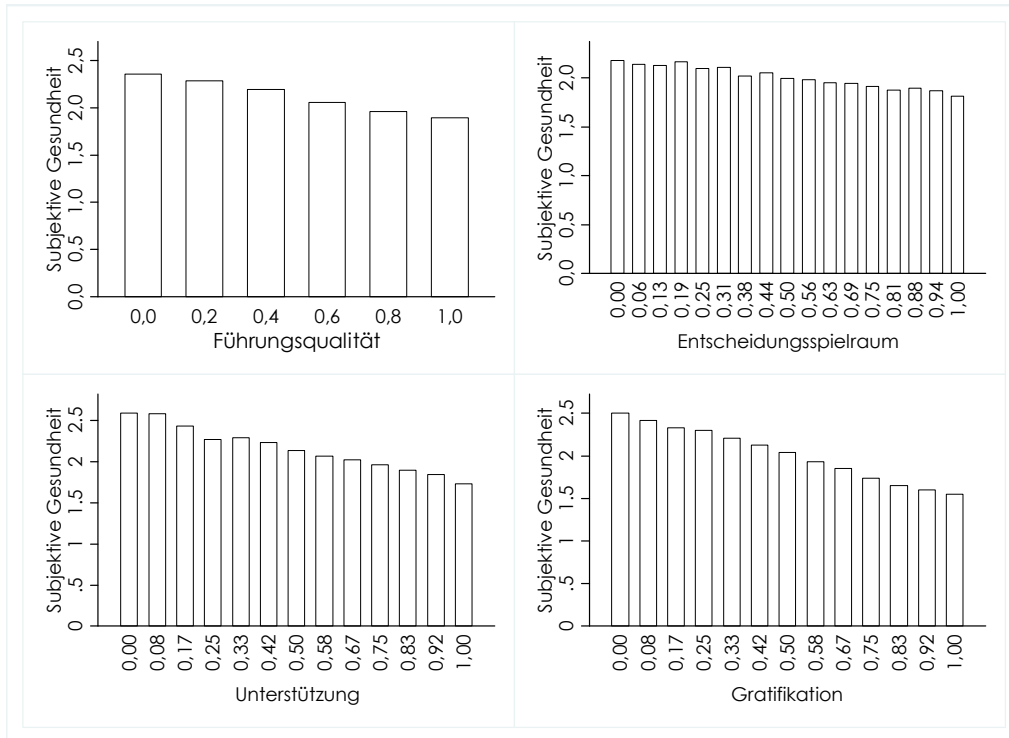 Subjektive Gesundheit
0,0 0,5 1,0 1,5 2,0 2,5
0,0 0,2 0,4 0,6 0,8 1,0
Führungsqualität
Subjektive Gesundheit
0,0 0,5 1,0 1,5 2,0
0,00 0,06 0,13 0,19 0,25 0,31 0,38 0,44 0,50 0,56 0,63 0,69 0,75 0,81 0,88 0,94 1,00
Entscheidungsspielraum
Subjektive Gesundheit
0 .5 1 1.5 2 2.5
0,00 0,08 0,17 0,25 0,33 0,42 0,50 0,58 0,67 0,75 0,83 0,92 1,00
Unterstützung
Subjektive Gesundheit
0 .5 1 1.5 2 2.5
0,00 0,08 0,17 0,25 0,33 0,42 0,50 0,58 0,67 0,75 0,83 0,92 1,00
Gratifikation